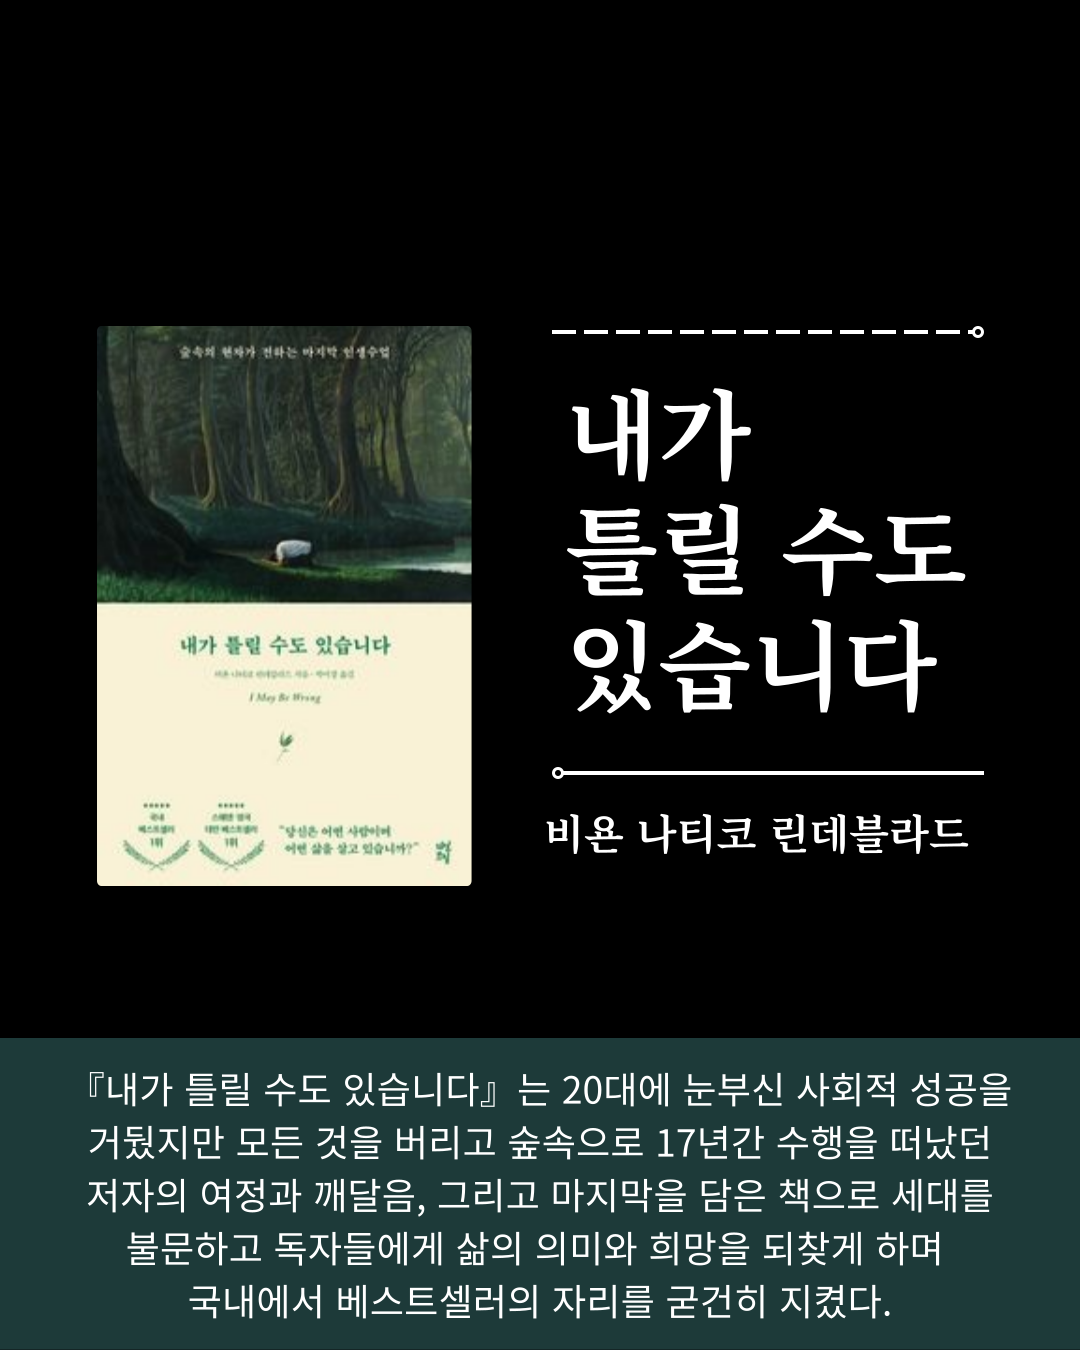 숲속의 현자가 전하는 마지막 인생수업
내가 틀릴 수도 있습니다
비욘 나티코 린데블라드 지음· 박미경 옮김
I May Be Wrong
국내
베스트셀러
1위
스웨덴 영국
대만 베스트셀러
1위
"당신은 어떤 사람이며
어떤 삶을 살고 있습니까?"
내가
틀릴 수도
있습니다
비욘 나티코 린데블라드
『내가 틀릴 수도 있습니다』는 20대에 눈부신 사회적 성공을
거뒀지만 모든 것을 버리고 숲속으로 17년간 수행을 떠났던
저자의 여정과 깨달음, 그리고 마지막을 담은 책으로 세대를
불문하고 독자들에게 삶의 의미와 희망을 되찾게 하며
국내에서 베스트셀러의 자리를 굳건히 지켰다.